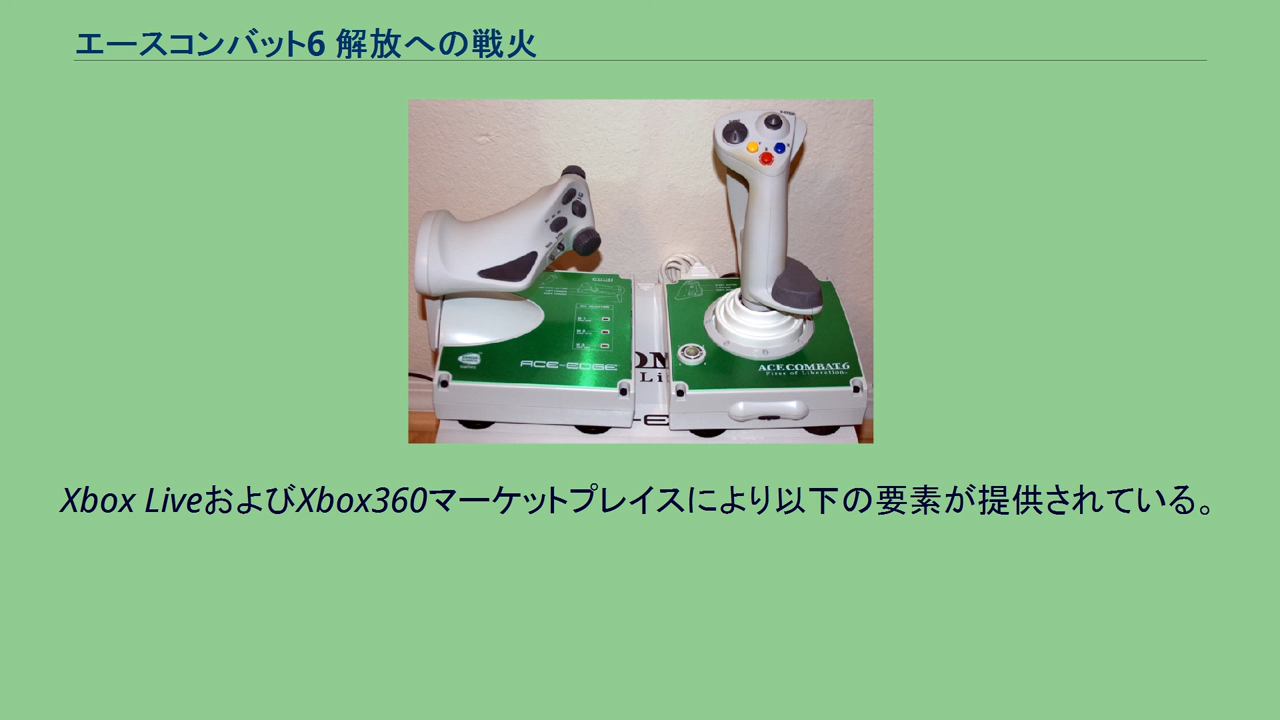 エースコンバット6 解放への戦火
ACE-EDGE
ACE COMBAT 6
Fires of Liberation
Xbox LiveおよびXbox360マーケットプレイスにより以下の要素が提供されている。